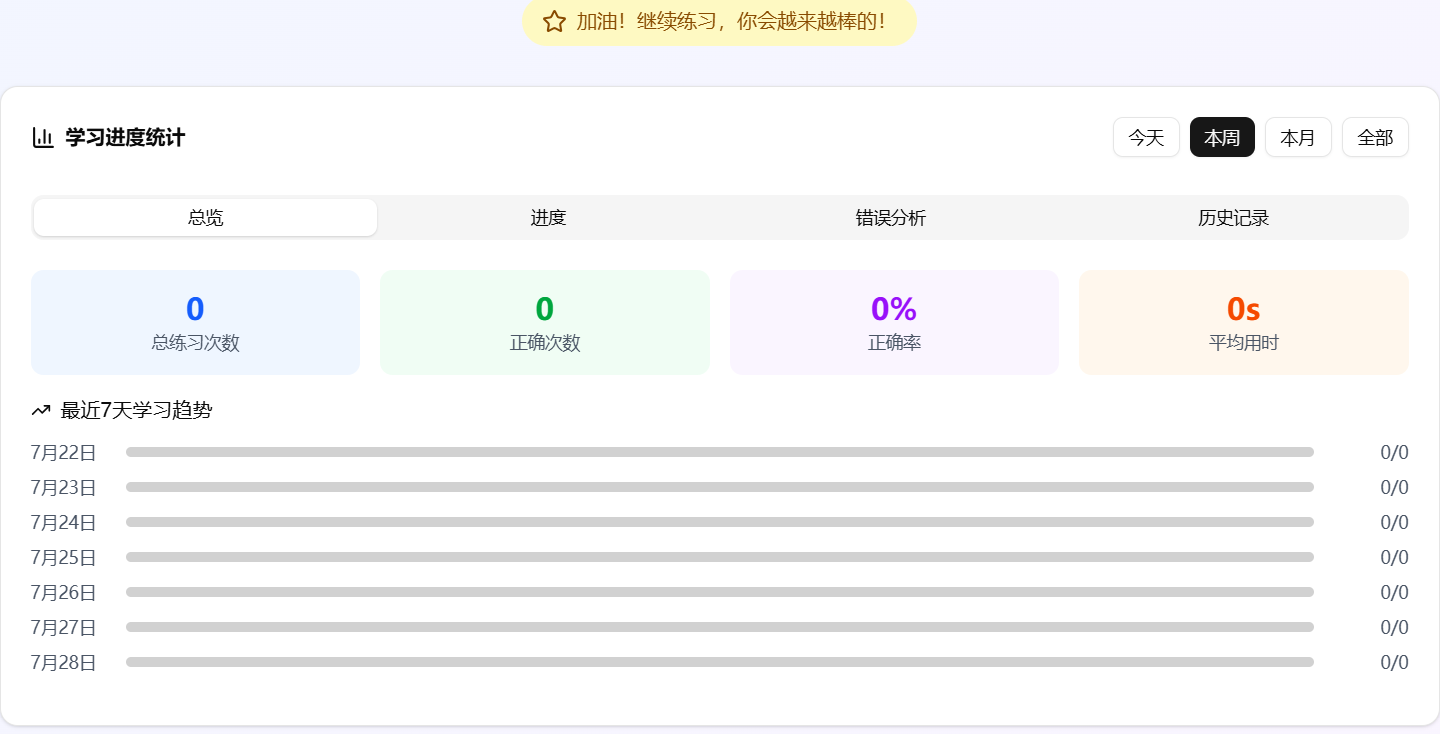 加油！继续练习，你会越来越棒的！
学习进度统计
今天 本周 本月 全部
总览 进度 错误分析 历史记录
0 0 0% 0s
总练习次数 正确次数 正确率 平均用时
最近7天学习趋势
7月22日 0/0
7月23日 0/0
7月24日 0/0
7月25日 0/0
7月26日 0/0
7月27日 0/0
7月28日 0/0